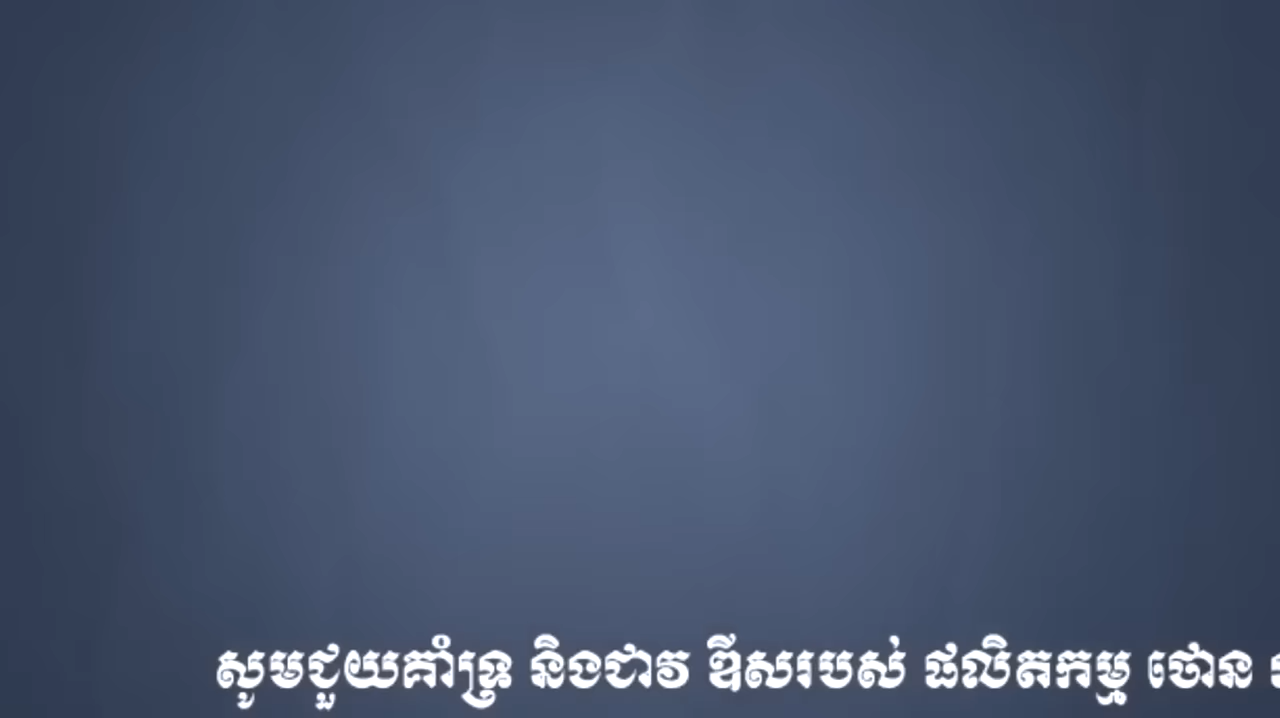 សូមជួយគាំទ្រ និងជាវ ឌីសរបស់ ផលិតកម្ម ថោន